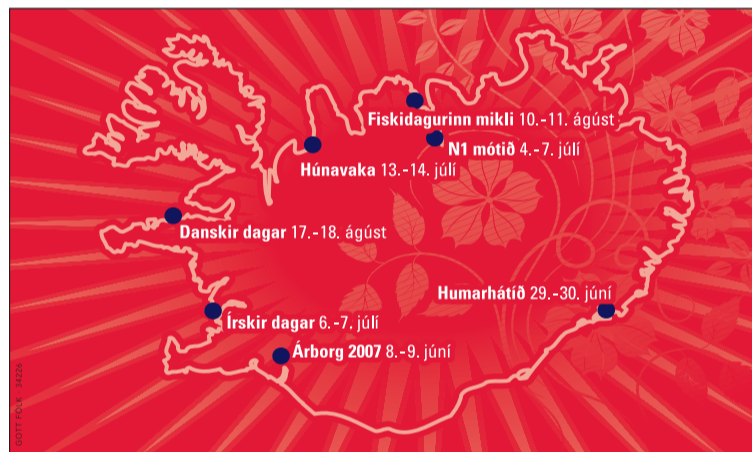 Fiskidagurinn mikli 10.-11. ágúst
N1 mótið 4.-7. júlí
Húnavaka 13.-14. júlí
Danskir dagar 17.-18. ágúst
Humarhátíð 29.-30. júní
Írskir dagar 6.-7. júlí
Árborg 2007 8.-9. júní
GOTT FÓLK 34226